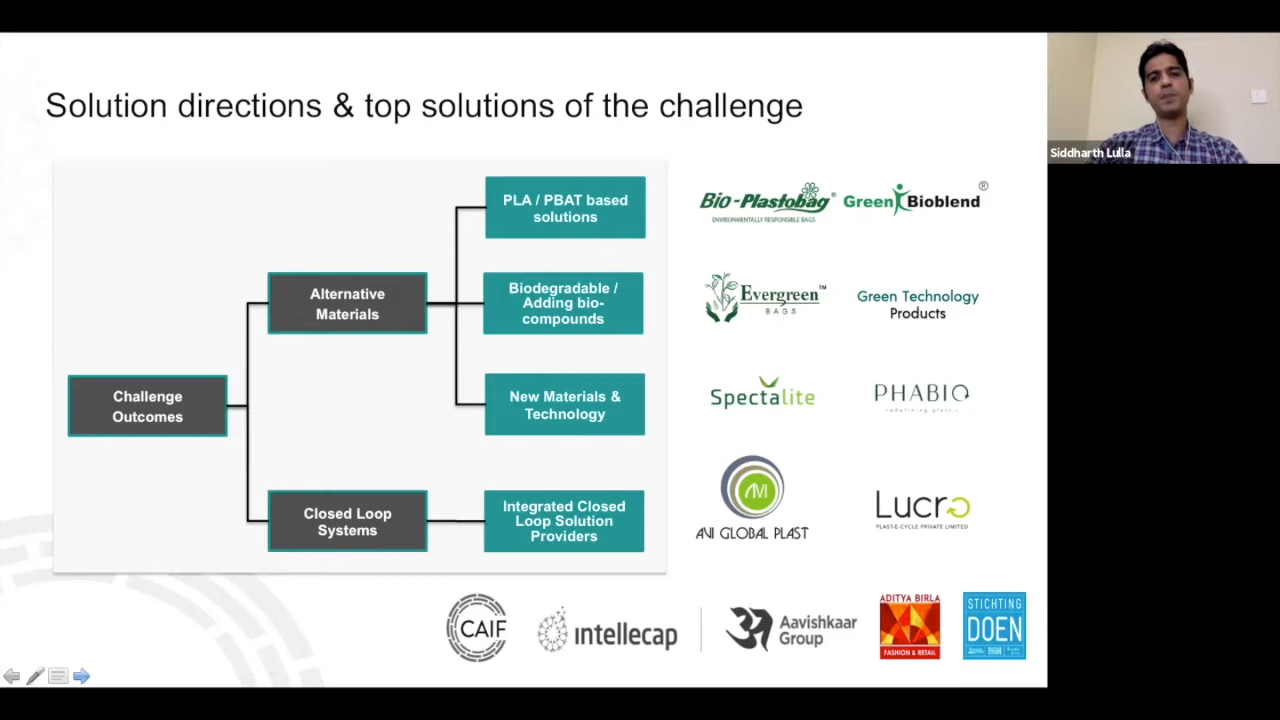 Solution directions & top solutions of the challenge
Siddharth Lulla
PLA / PBAT based
solutions
Bio-Plastobag®
ENVIRONMENTALLY RESPONSIBLE BAGS
Green Bioblend ®
Alternative
Materials
Biodegradable /
Adding bio-
compounds
Evergreen™
BAGS
Green Technology
Products
Challenge
Outcomes
New Materials &
Technology
Spectalite
PHABIO
redefining plastic
Closed Loop
Systems
Integrated Closed
Loop Solution
Providers
AVI GLOBAL PLAST
Lucro
PLAST-E-CYCLE PRIVATE LIMITED
CAIF
intellecap
Aavishkaar
Group
ADITYA BIRLA
FASHION & RETAIL
STICHTING
DOEN